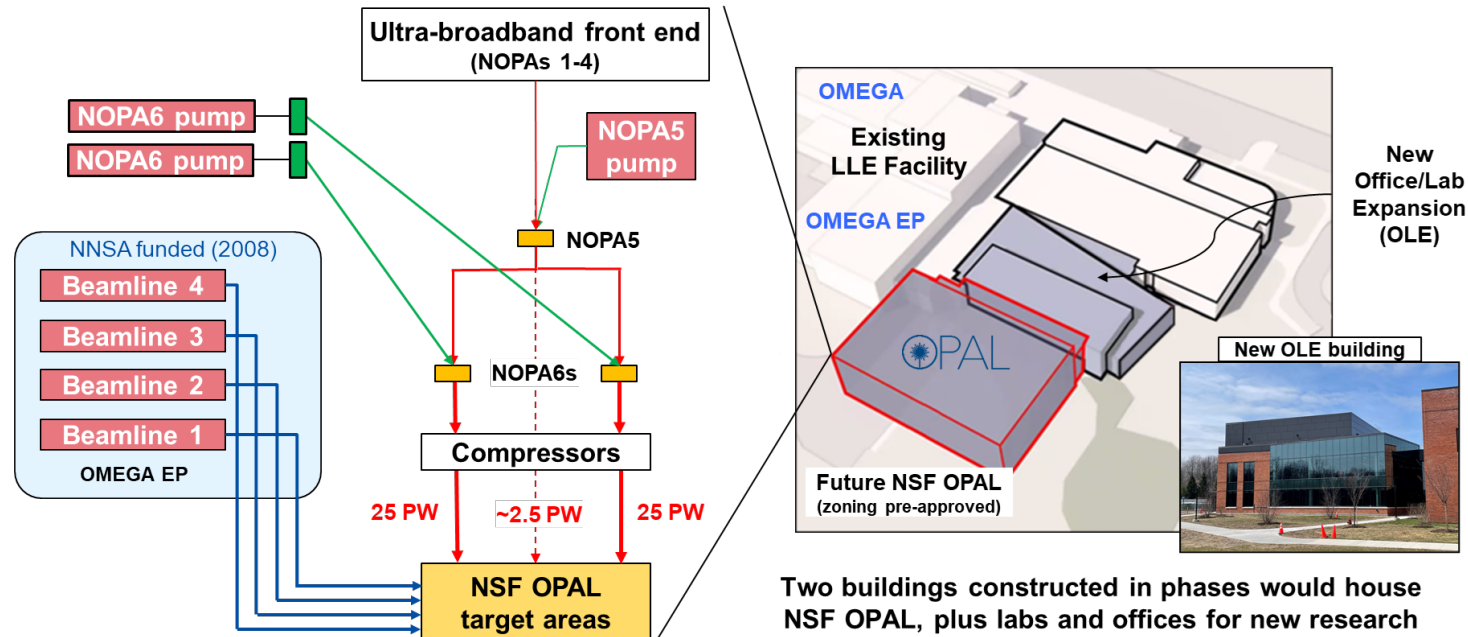 Ultra-broadband front end
(NOPAs 1-4)
NOPA6 pump
NOPA6 pump
NOPA5
pump
NOPA5
NNSA funded (2008)
Beamline 4
Beamline 3
Beamline 2
Beamline 1
OMEGA EP
NOPA6s
Compressors
25 PW
~2.5 PW
25 PW
NSF OPAL
target areas
OMEGA
Existing
LLE Facility
OMEGA EP
New
Office/Lab
Expansion
(OLE)
OPAL
New OLE building
Future NSF OPAL
(zoning pre-approved)
Two buildings constructed in phases would house
NSF OPAL, plus labs and offices for new research